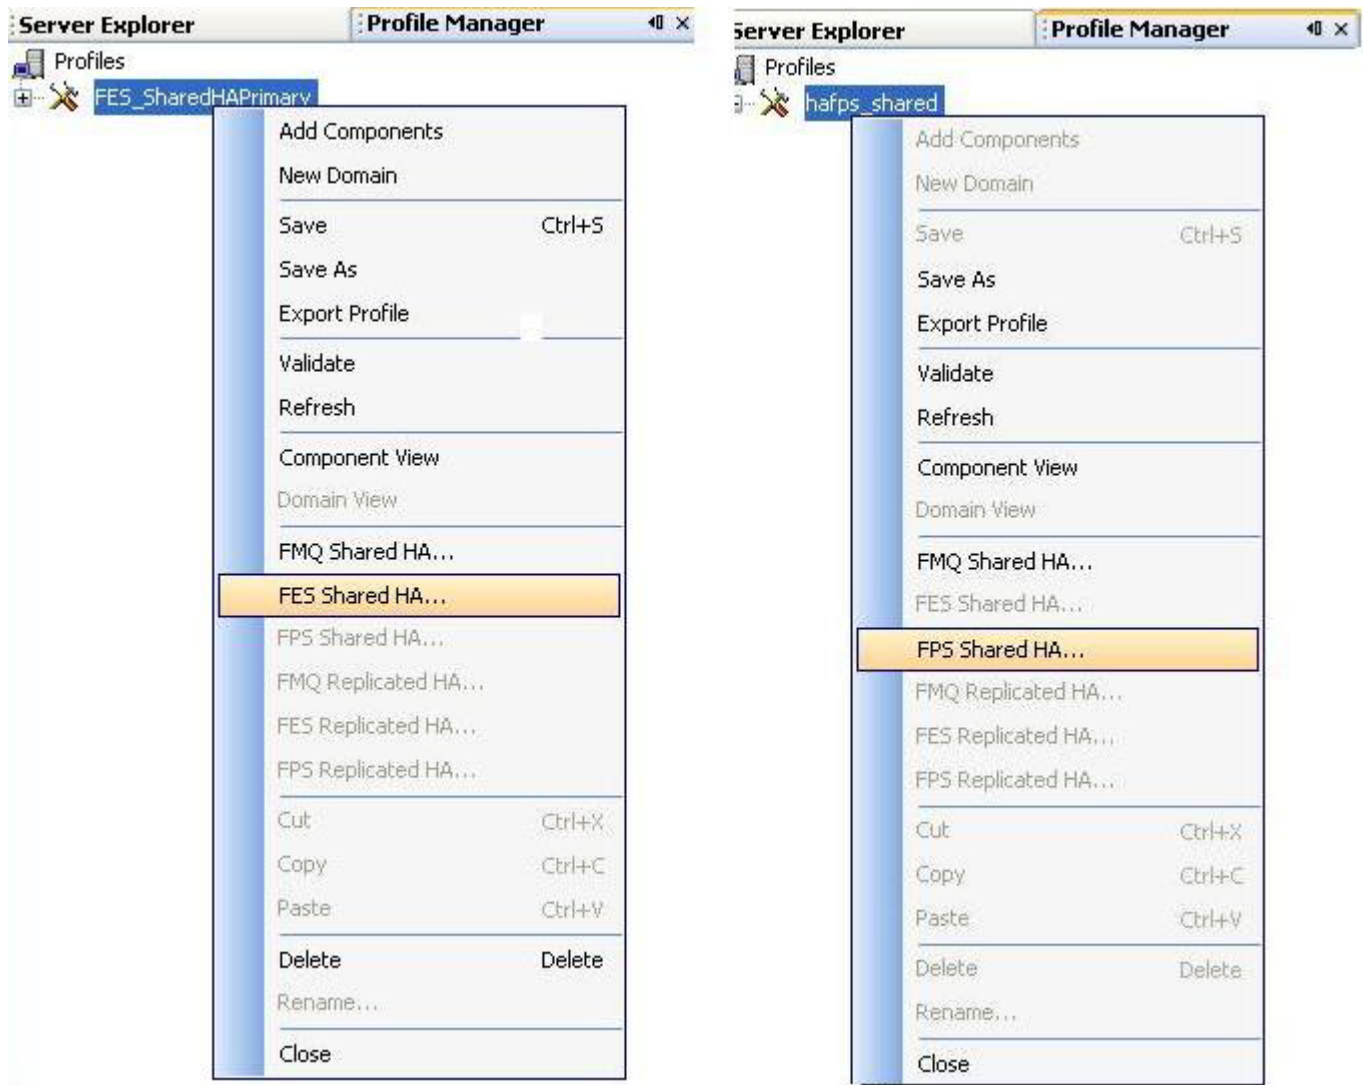 Server Explorer
Profile Manager
Profiles
FES_SharedHAPrimary
Add Components
New Domain
Save Ctrl+S
Save As
Export Profile
Validate
Refresh
Component View
Domain View
FMQ Shared HA...
FES Shared HA...
FPS Shared HA...
FMQ Replicated HA...
FES Replicated HA...
FPS Replicated HA...
Cut Ctrl+X
Copy Ctrl+C
Paste Ctrl+V
Delete Delete
Rename...
Close
Server Explorer
Profile Manager
Profiles
hafps_shared
Add Components
New Domain
Save Ctrl+S
Save As
Export Profile
Validate
Refresh
Component View
Domain View
FMQ Shared HA...
FES Shared HA...
FPS Shared HA...
FMQ Replicated HA...
FES Replicated HA...
FPS Replicated HA...
Cut Ctrl+X
Copy Ctrl+C
Paste Ctrl+V
Delete Delete
Rename...
Close